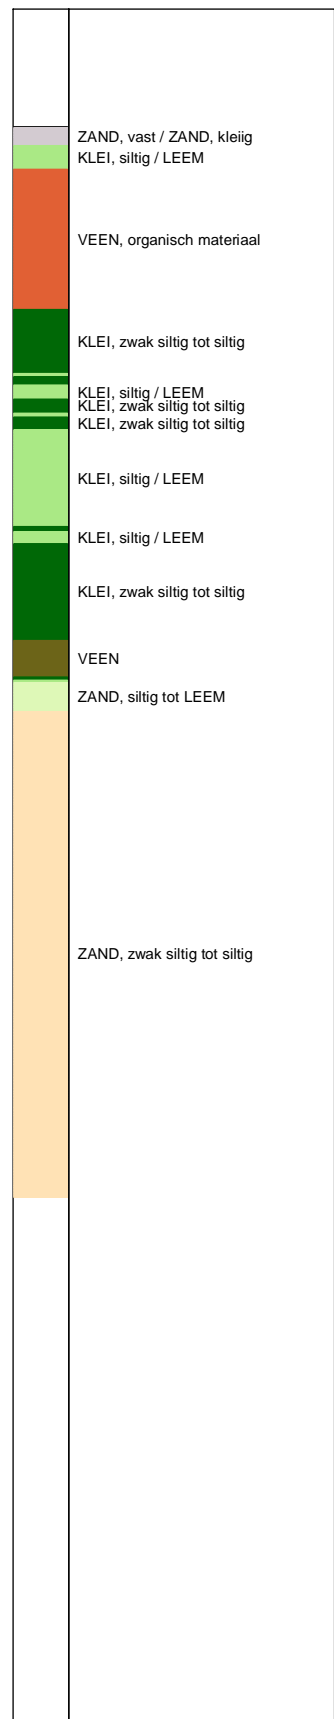 ZAND, vast / ZAND, kleiig
KLEI, siltig / LEEM
VEEN, organisch materiaal
KLEI, zwak siltig tot siltig
KLEI, siltig / LEEM
KLEI, zwak siltig tot siltig
KLEI, zwak siltig tot siltig
KLEI, siltig / LEEM
KLEI, siltig / LEEM
KLEI, zwak siltig tot siltig
VEEN
ZAND, siltig tot LEEM
ZAND, zwak siltig tot siltig